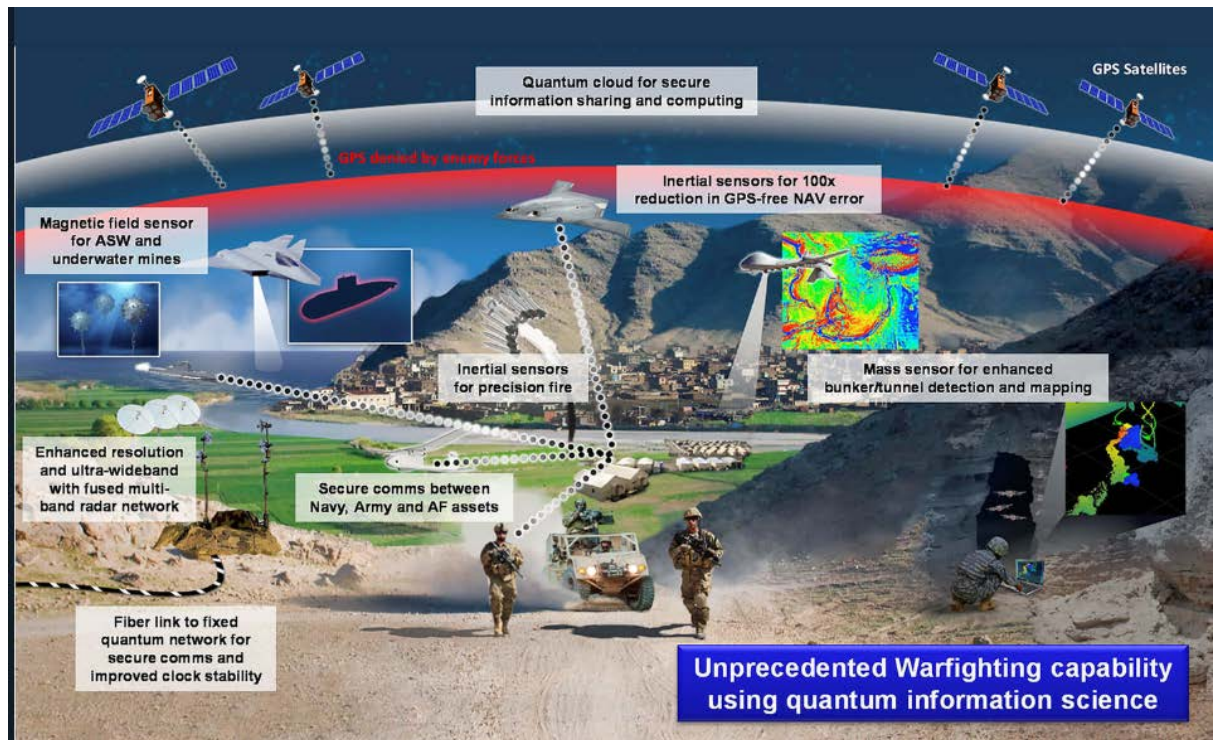 Quantum cloud for secure
information sharing and computing
GPS Satellites
GPS denied by enemy forces
Inertial sensors for 100x
reduction in GPS-free NAV error
Magnetic field sensor
for ASW and
underwater mines
Inertial sensors
for precision fire
Mass sensor for enhanced
bunker/tunnel detection and mapping
Enhanced resolution
and ultra-wideband
with fused multi-
band radar network
Secure comms between
Navy, Army and AF assets
Fiber link to fixed
quantum network for
secure comms and
improved clock stability
Unprecedented Warfighting capability
using quantum information science